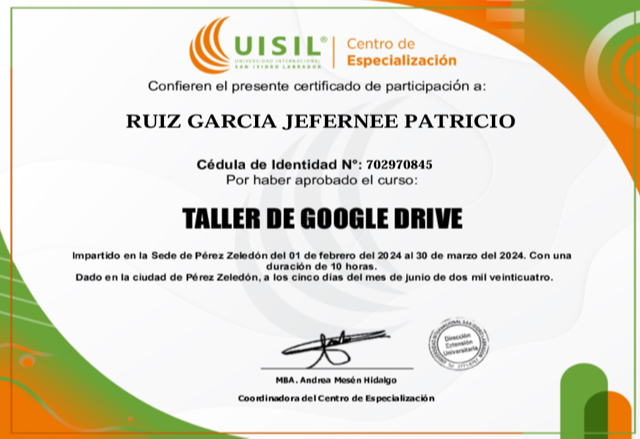 UISIL® Centro de
UNIVERSIDAD INTERNACIONAL Especialización
SAN ISIDRO LABRADOR
Confieren el presente certificado de participación a:
RUIZ GARCIA JEFERNEE PATRICIO
Cédula de Identidad N°: 702970845
Por haber aprobado el curso:
TALLER DE GOOGLE DRIVE
Impartido en la Sede de Pérez Zeledón del 01 de febrero del 2024 al 30 de marzo del 2024. Con una
duración de 10 horas.
Dado en la ciudad de Pérez Zeledón, a los cinco días del mes de junio de dos mil veinticuatro.
Dirección
Extensión
Universitaria
MBA. Andrea Mesén Hidalgo
Coordinadora del Centro de Especialización